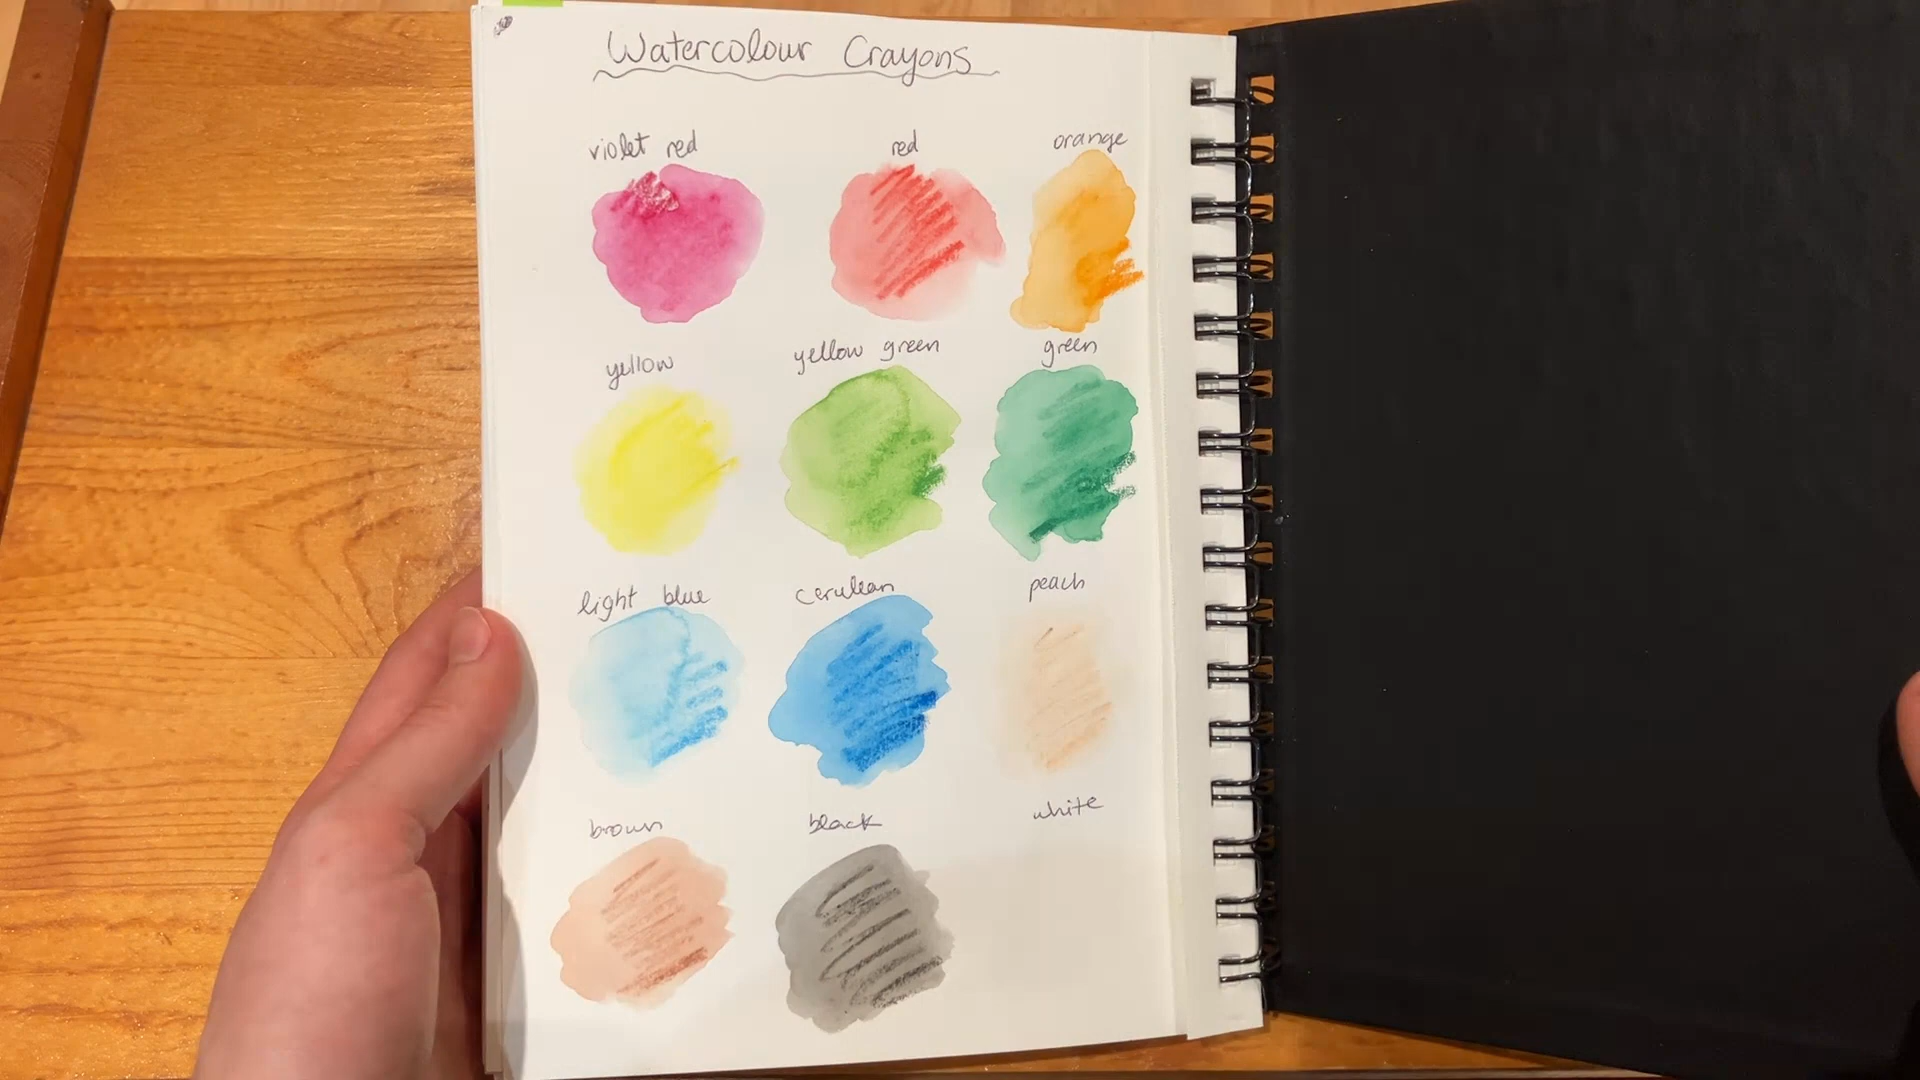 Watercolour Crayons
violet red
red
orange
yellow
yellow green
green
light blue
cerulean
peach
brown
black
white